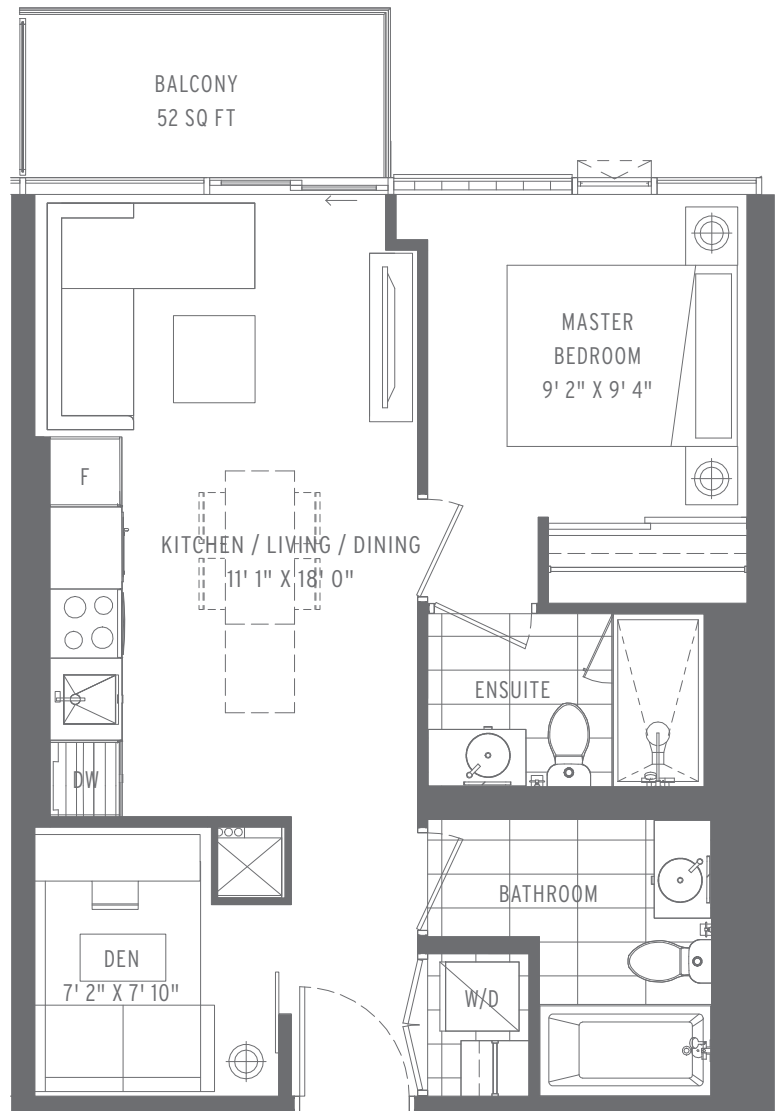 BALCONY
52 SQ FT
MASTER
BEDROOM
9' 2" X 9' 4"
F
KITCHEN / LIVING / DINING
11' 1" X 18' 0"
ENSUITE
DW
BATHROOM
DEN
7' 2" X 7' 10"
W/D